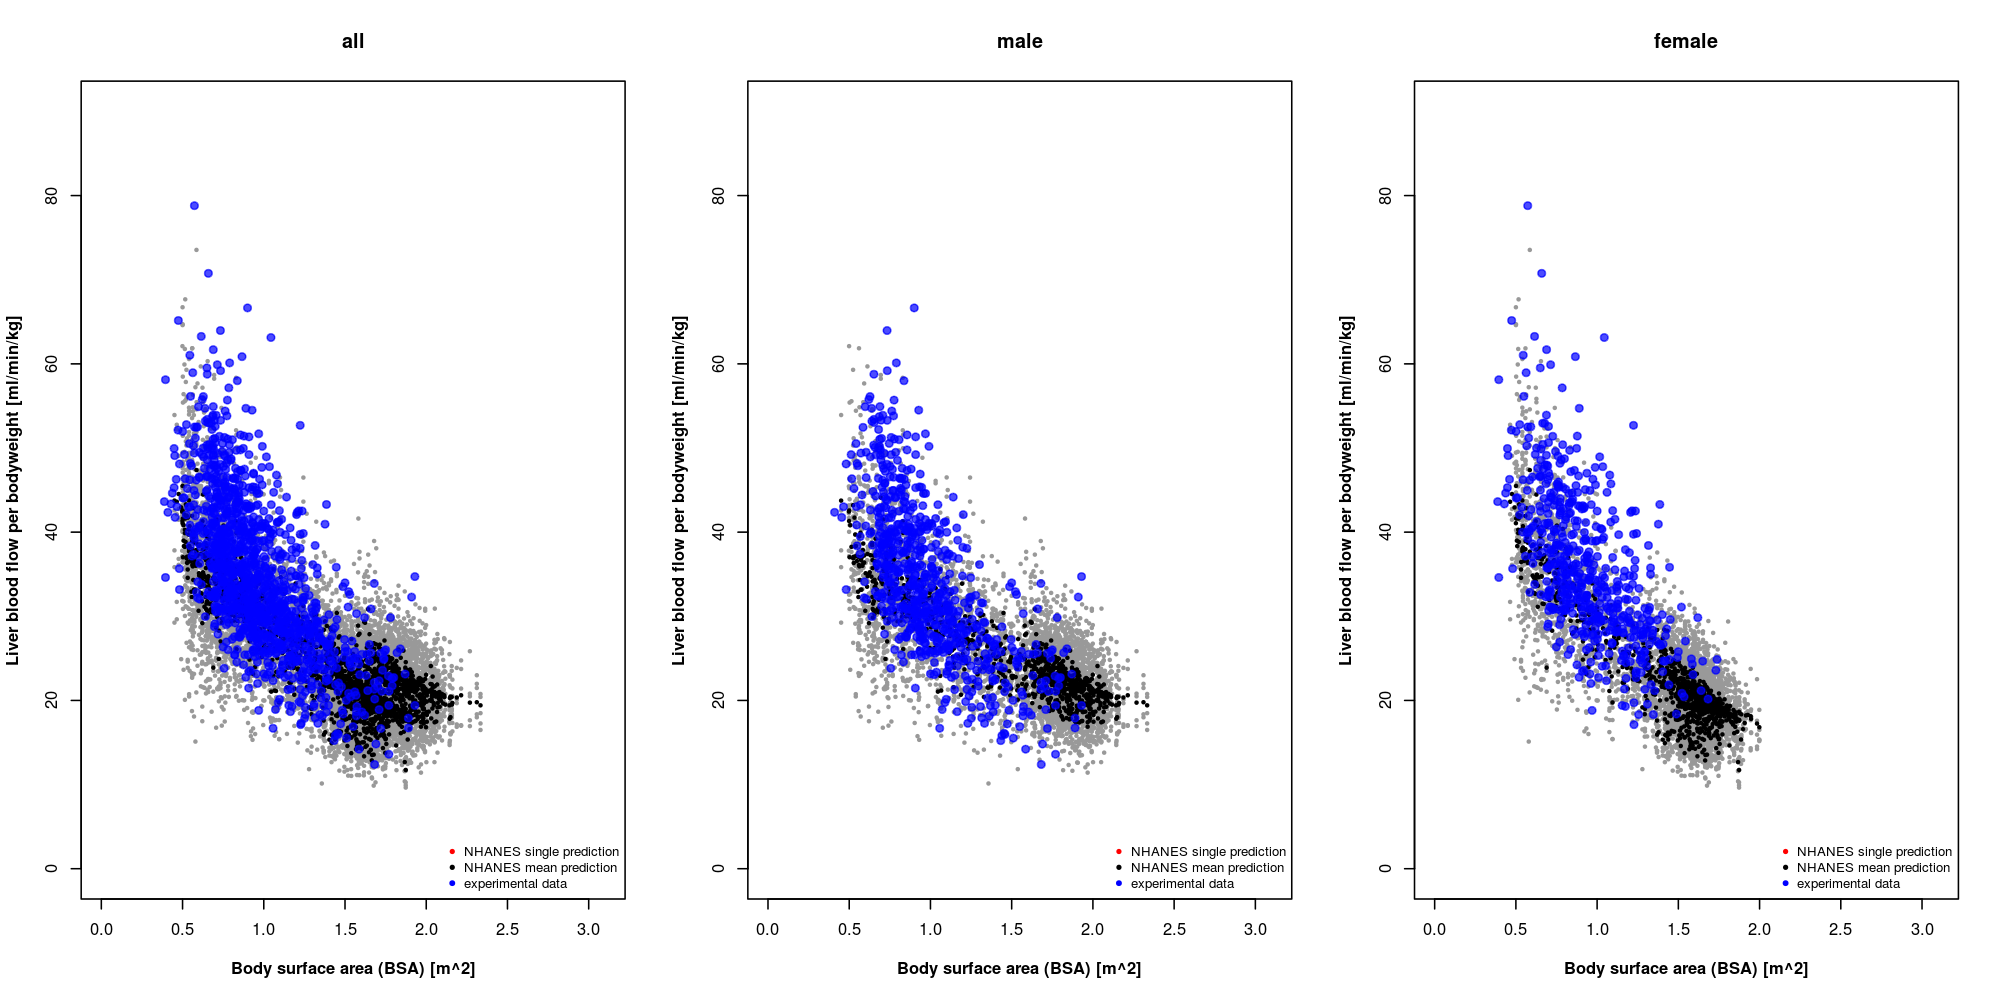 all
Liver blood flow per bodyweight [ml/min/kg]
80
60
40
20
0
NHANES single prediction
NHANES mean prediction
experimental data
0.0 0.5 1.0 1.5 2.0 2.5 3.0
Body surface area (BSA) [m^2]
male
Liver blood flow per bodyweight [ml/min/kg]
80
60
40
20
0
NHANES single prediction
NHANES mean prediction
experimental data
0.0 0.5 1.0 1.5 2.0 2.5 3.0
Body surface area (BSA) [m^2]
female
Liver blood flow per bodyweight [ml/min/kg]
80
60
40
20
0
NHANES single prediction
NHANES mean prediction
experimental data
0.0 0.5 1.0 1.5 2.0 2.5 3.0
Body surface area (BSA) [m^2]